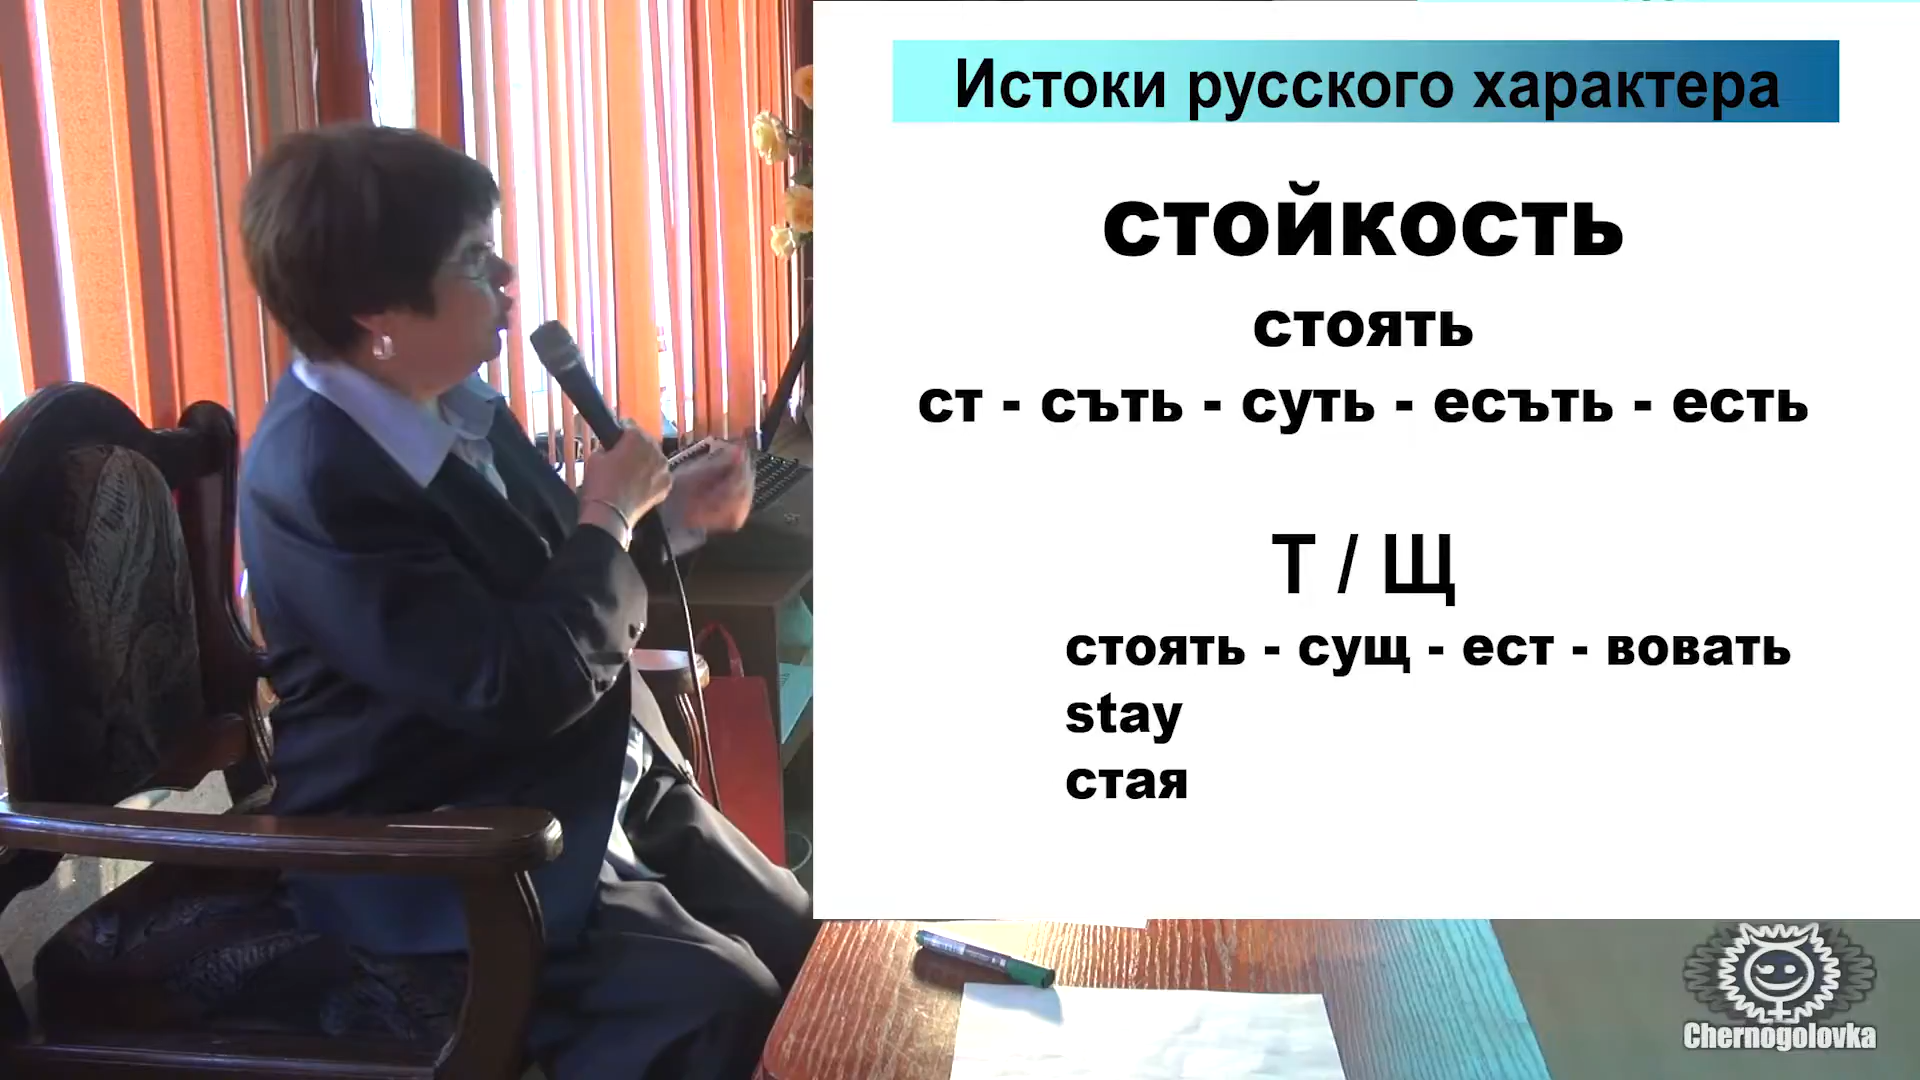 Истоки русского характера
стойкость
стоять
ст - съть - суть - есъть - есть
Т / Щ
стоять - сущ - ест - вовать
stay
стая
Chernogolovka